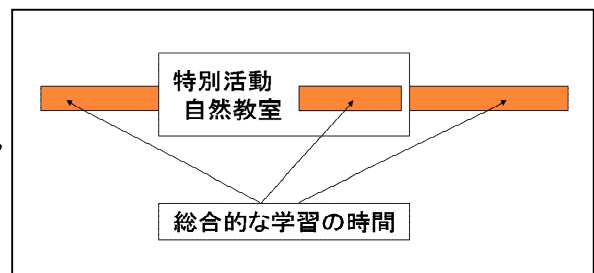 特別活動
自然教室
総合的な学習の時間